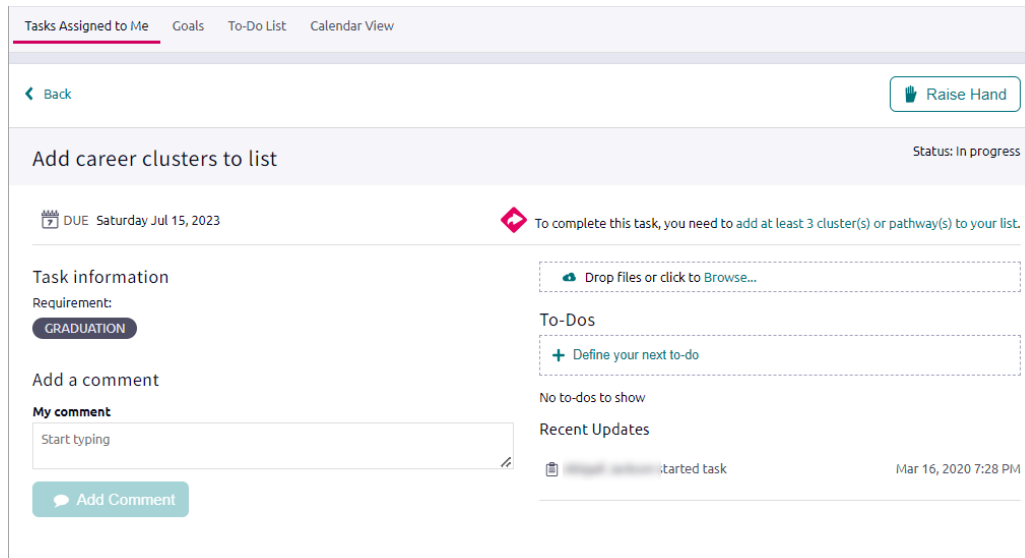 Tasks Assigned to Me Goals To-Do List Calendar View
Back
Raise Hand
Add career clusters to list
Status: In progress
7 DUE Saturday Jul 15, 2023
To complete this task, you need to add at least 3 cluster(s) or pathway(s) to your list.
Task information
Requirement:
GRADUATION
Add a comment
My comment
Start typing
Add Comment
Drop files or click to Browse...
To-Dos
+ Define your next to-do
No to-dos to show
Recent Updates
started task Mar 16, 2020 7:28 PM